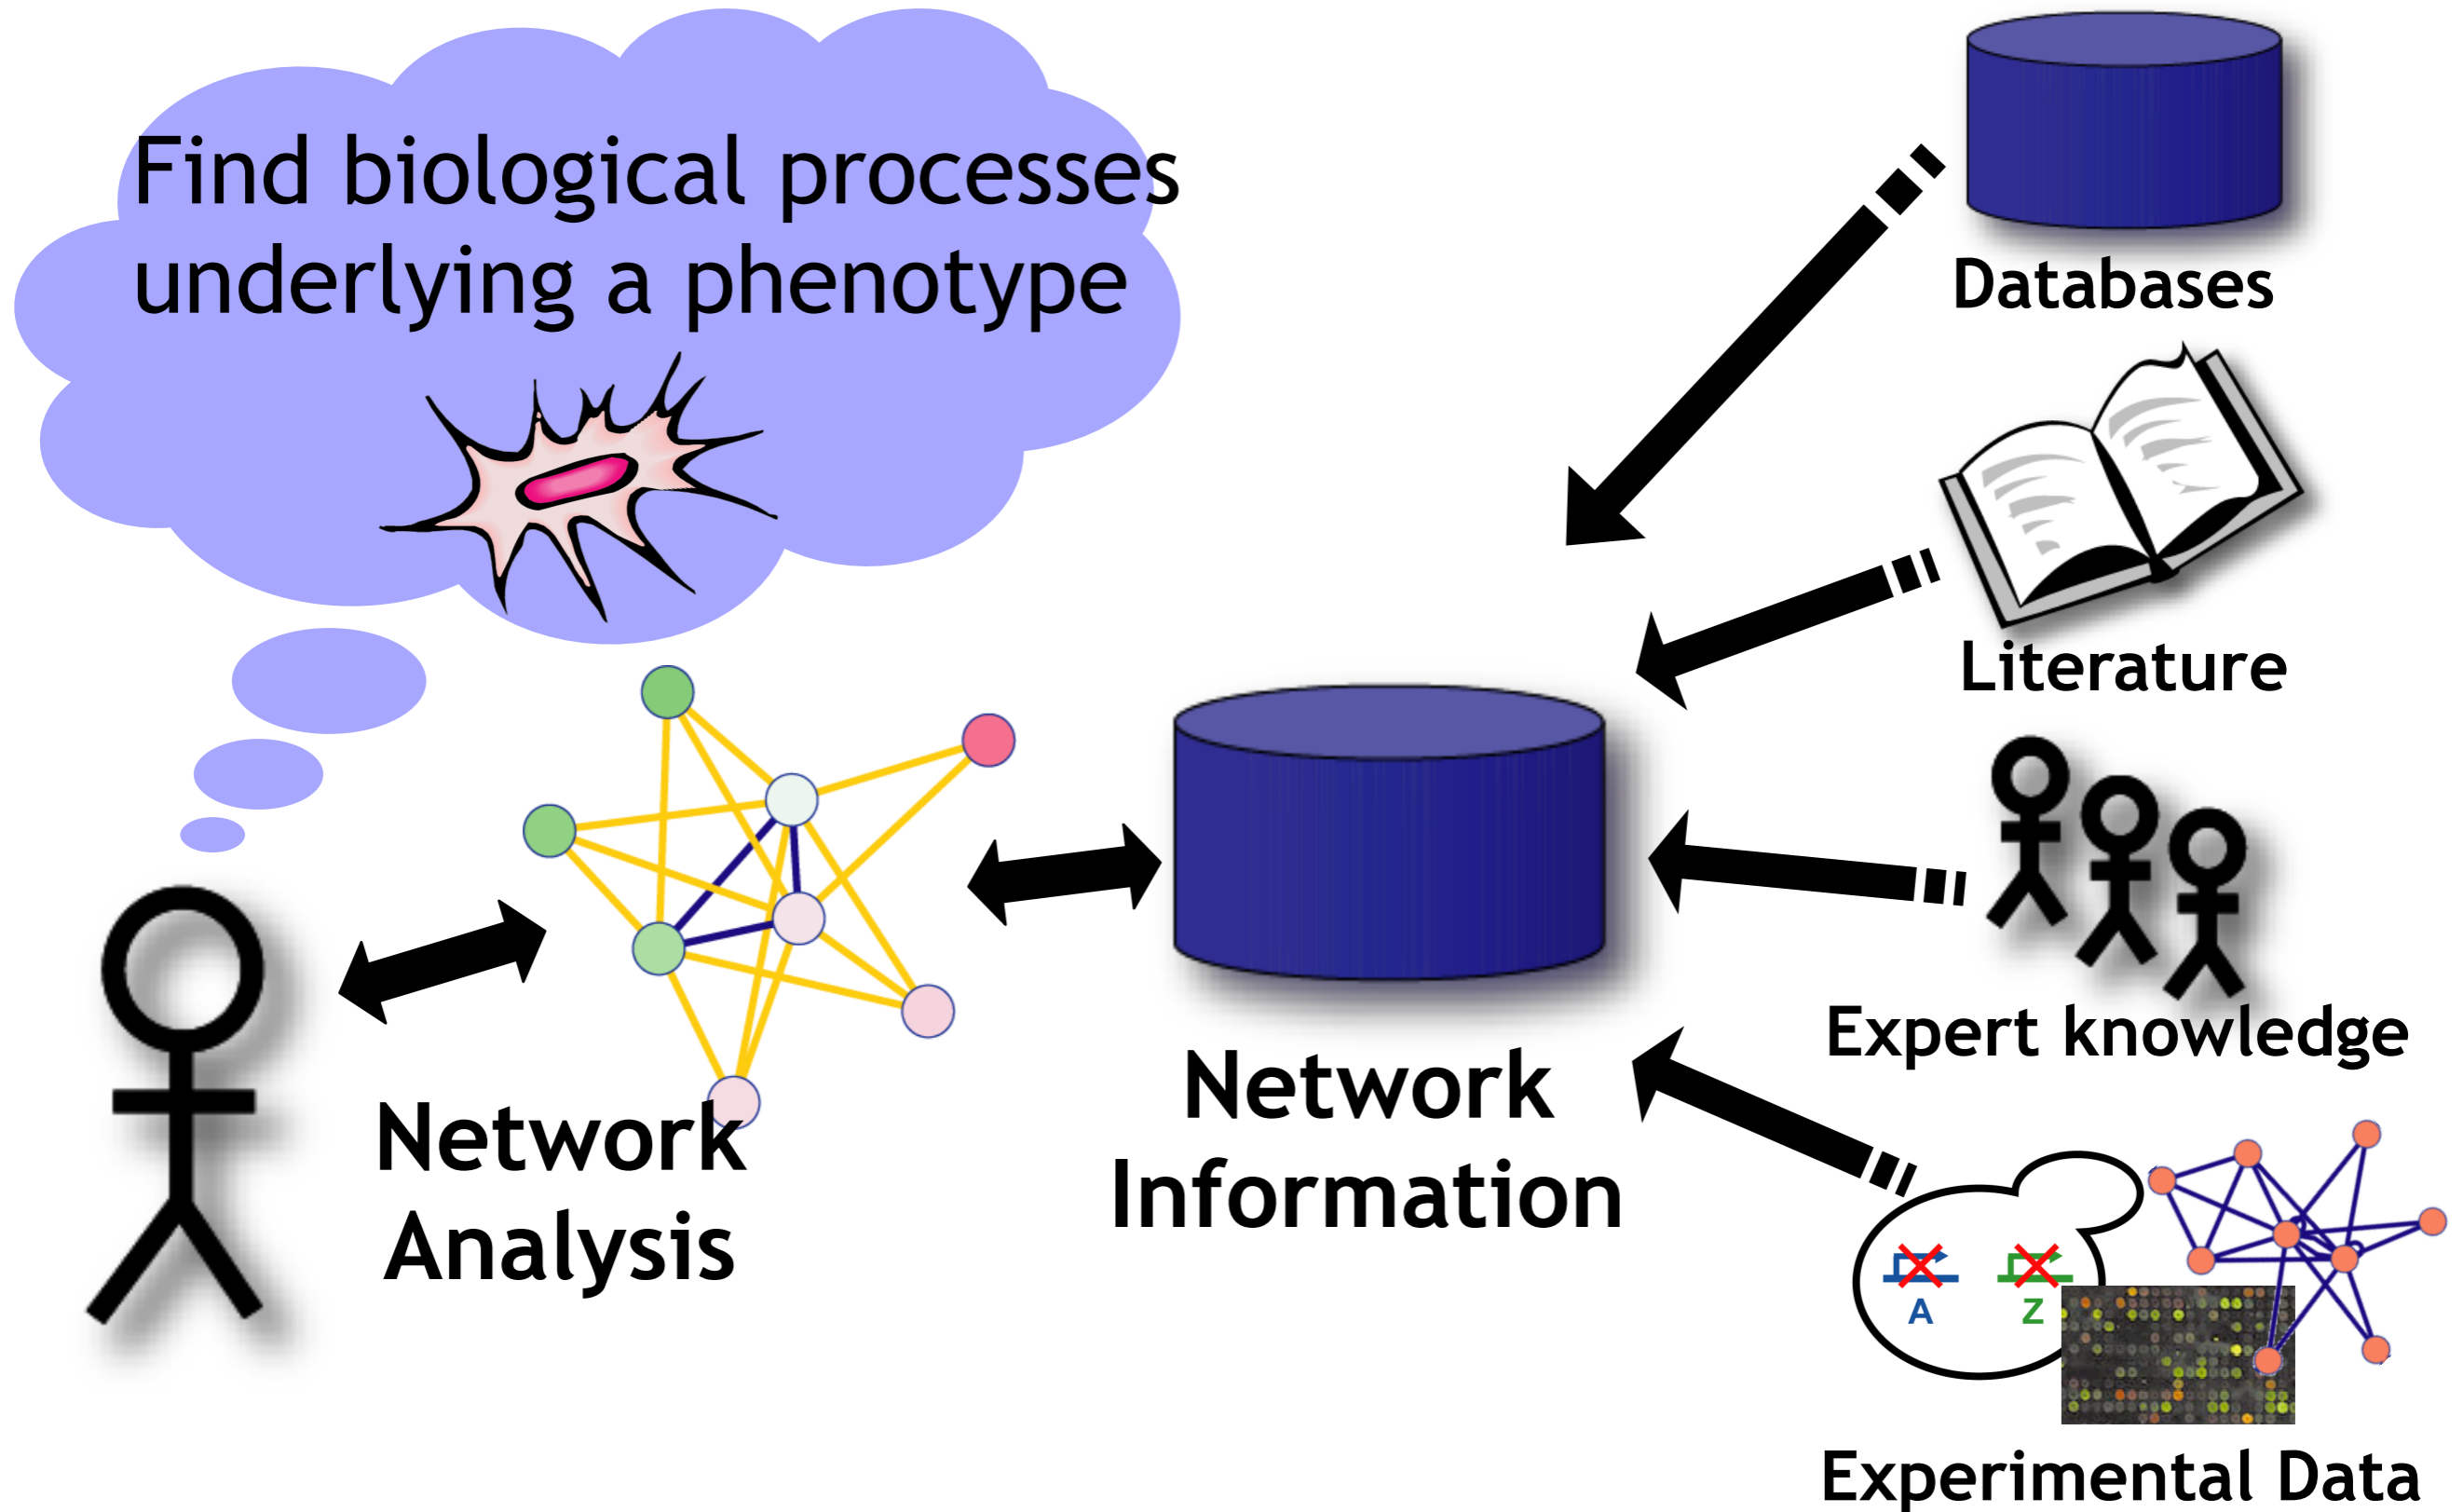 Find biological processes
underlying a phenotype
Databases
Literature
Expert knowledge
Network
Analysis
Network
Information
A
Z
Experimental Data